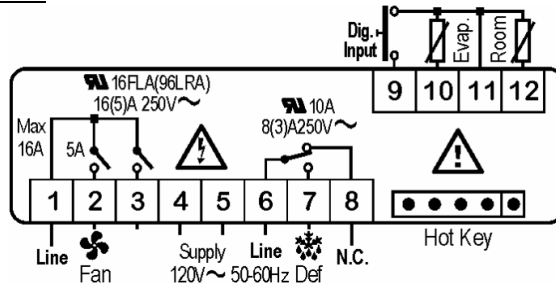 Dig.
Input
Evap.
Room
9 10 11 12
16FLA(96LRA)
16(5)A 250V~
10A
8(3)A250V~
Max
16A
5A
1 2 3 4 5 6 7 8
Line
Fan
Supply
120V~ 50-60Hz
Line
Def
N.C.
Hot Key